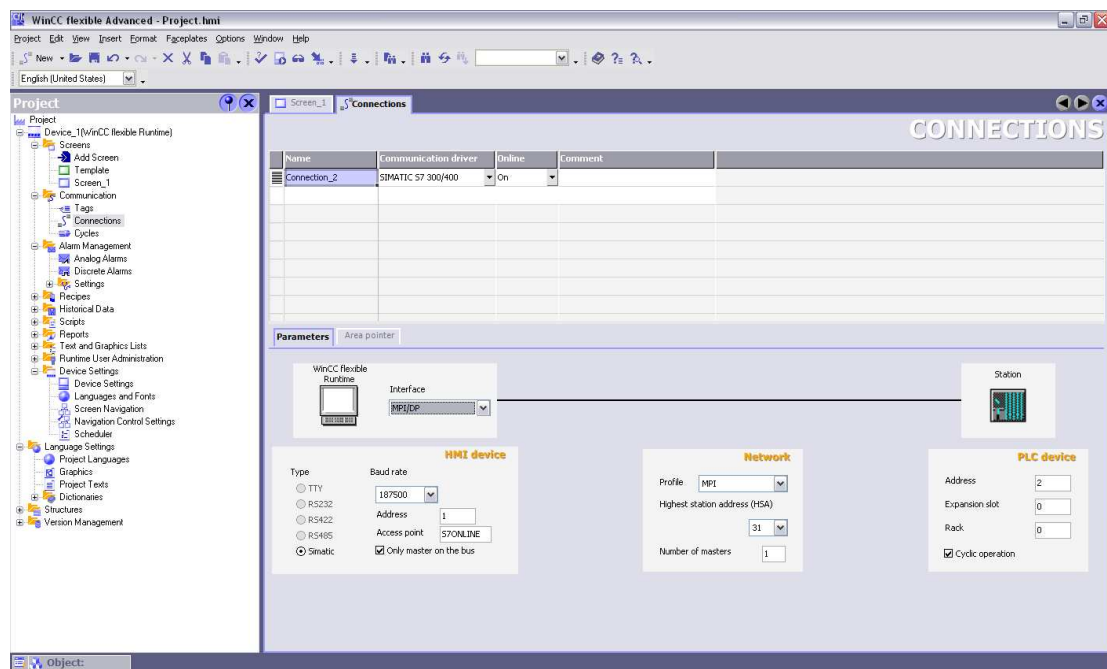 WinCC flexible Advanced - Project.hmi
Project Edit View Insert Format Faceplates Options Window Help
New
English (United States)
Project
Screen_1
Connections
CONNECTIONS
Project
Device_1(WinCC flexible Runtime)
Screens
Add Screen
Template
Screen_1
Communication
Tags
Connections
Cycles
Alarm Management
Analog Alarms
Discrete Alarms
Settings
Recipes
Historical Data
Scripts
Reports
Text and Graphics Lists
Runtime User Administration
Device Settings
Device Settings
Languages and Fonts
Screen Navigation
Navigation Control Settings
Scheduler
Language Settings
Project Languages
Graphics
Project Texts
Dictionaries
Structures
Version Management
Name Communication driver Online Comment
Connection_2 SIMATIC S7 300/400 On
Parameters Area pointer
WinCC flexible
Runtime
Interface
MPI/DP
Station
HMI device
Type Baud rate
TTY
RS232
RS422
RS485
Simatic
187500
Address 1
Access point S7ONLINE
Only master on the bus
Network
Profile MPI
Highest station address (HSA)
31
Number of masters 1
PLC device
Address 2
Expansion slot 0
Rack 0
Cyclic operation
Object: